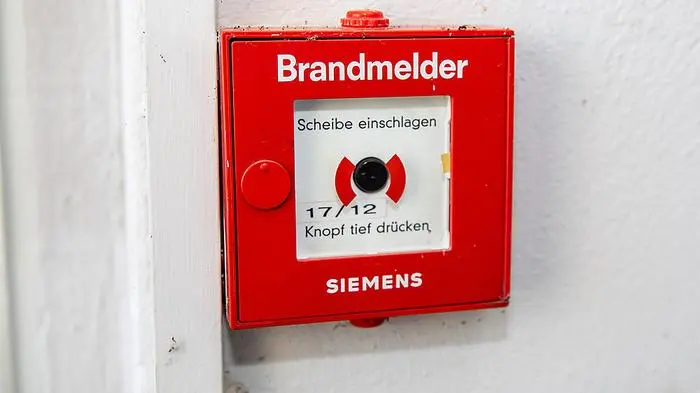 Brandmelder
Scheibe einschlagen
17/12
Knopf tief drücken
SIEMENS